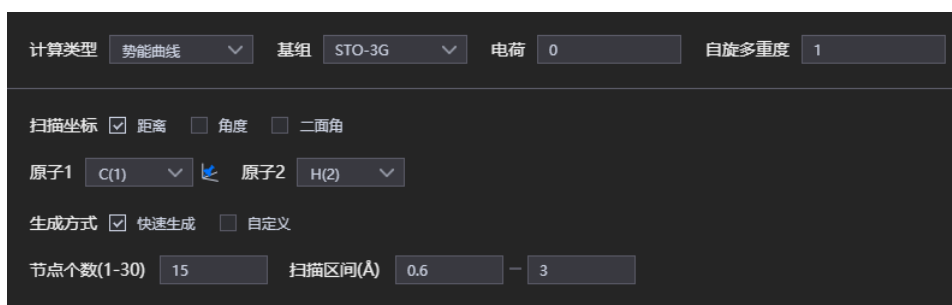 计算类型 势能曲线 基组 STO-3G 电荷 0 自旋多重度 1
扫描坐标 距离 角度 二面角
原子1 C(1) 原子2 H(2)
生成方式 快速生成 自定义
节点个数(1-30) 15 扫描区间(Å) 0.6 — 3